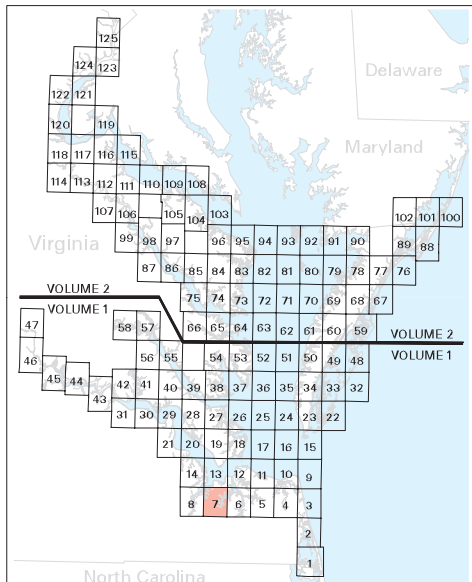 125
124 123
Delaware
122 121
120 119
Maryland
118 117 116 115
114 113 112 111 110 109 108
107 106 105 104 103 102 101 100
Virginia
99 98 97 96 95 94 93 92 91 90 89 88
87 86 85 84 83 82 81 80 79 78 77 76
VOLUME 2
75 74 73 72 71 70 69 68 67
VOLUME 1
47 58 57 66 65 64 63 62 61 60 59
VOLUME 2
VOLUME 1
46 56 55 54 53 52 51 50 49 48
45 44 43 42 41 40 39 38 37 36 35 34 33 32
31 30 29 28 27 26 25 24 23 22
21 20 19 18 17 16 15
14 13 12 11 10 9
8 7 6 5 4 3
2
1
North Carolina